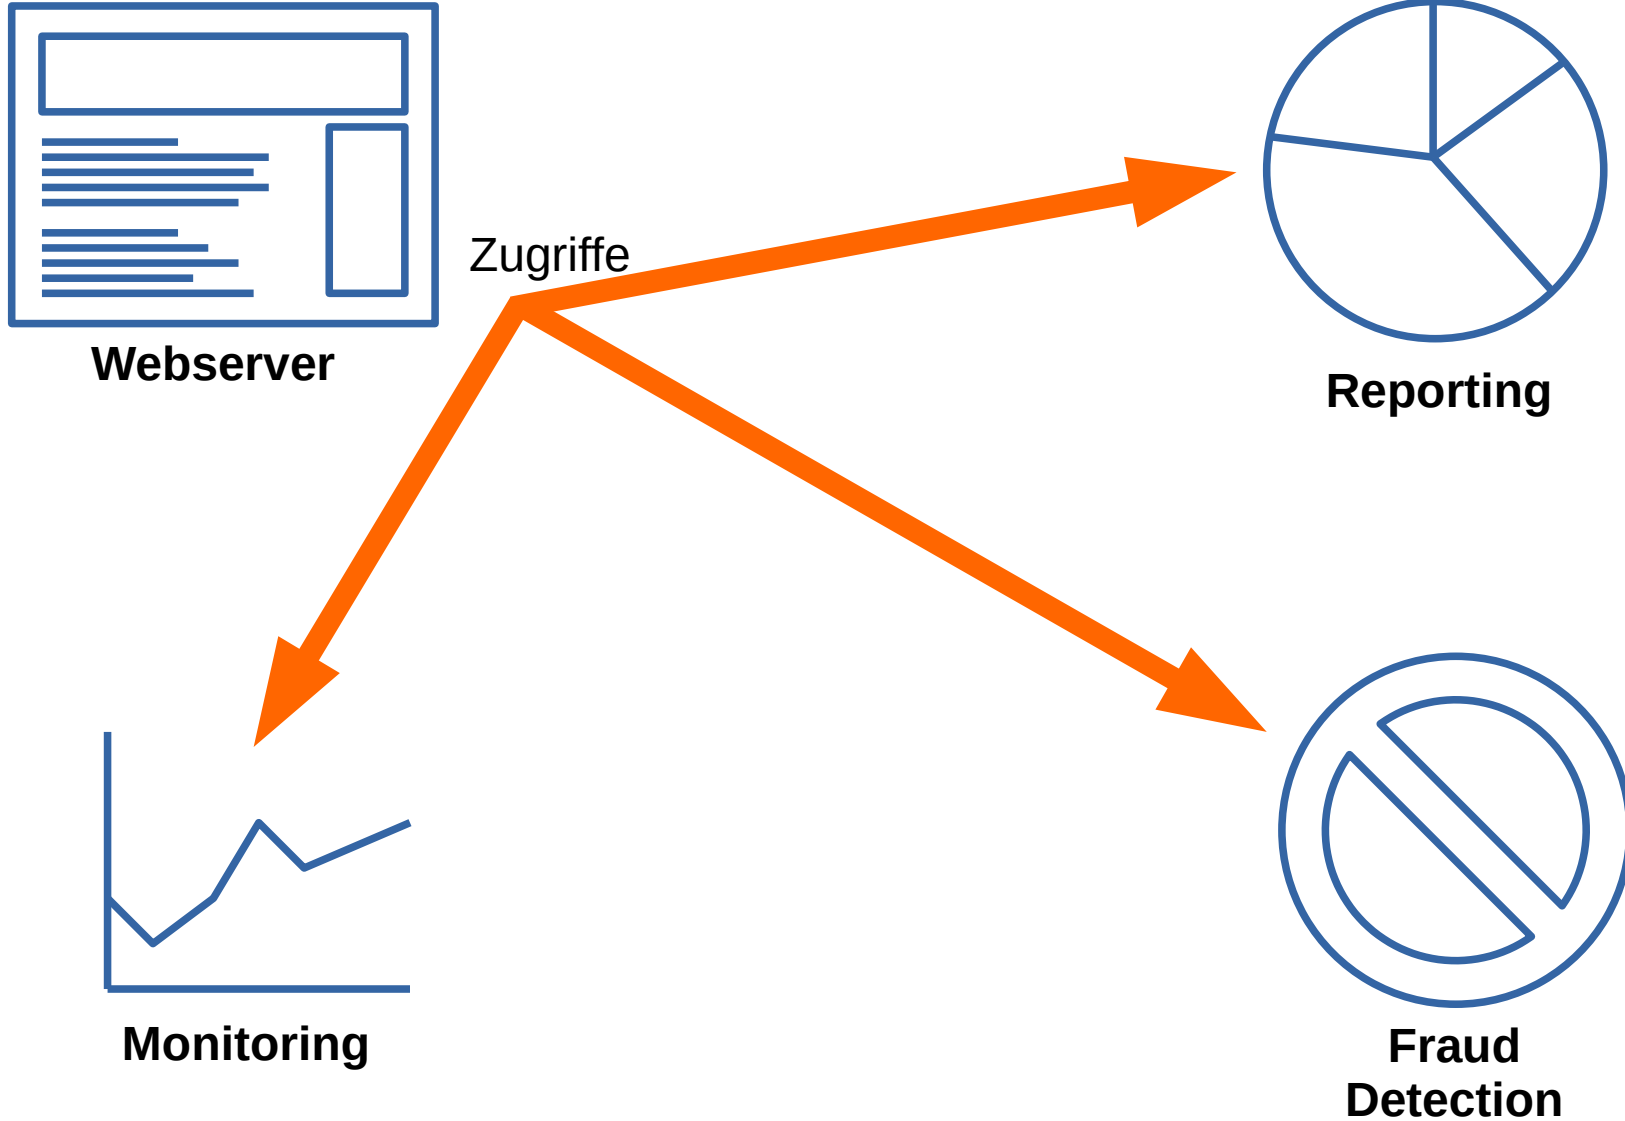 Zugriffe
Webserver
Reporting
Monitoring
Fraud
Detection